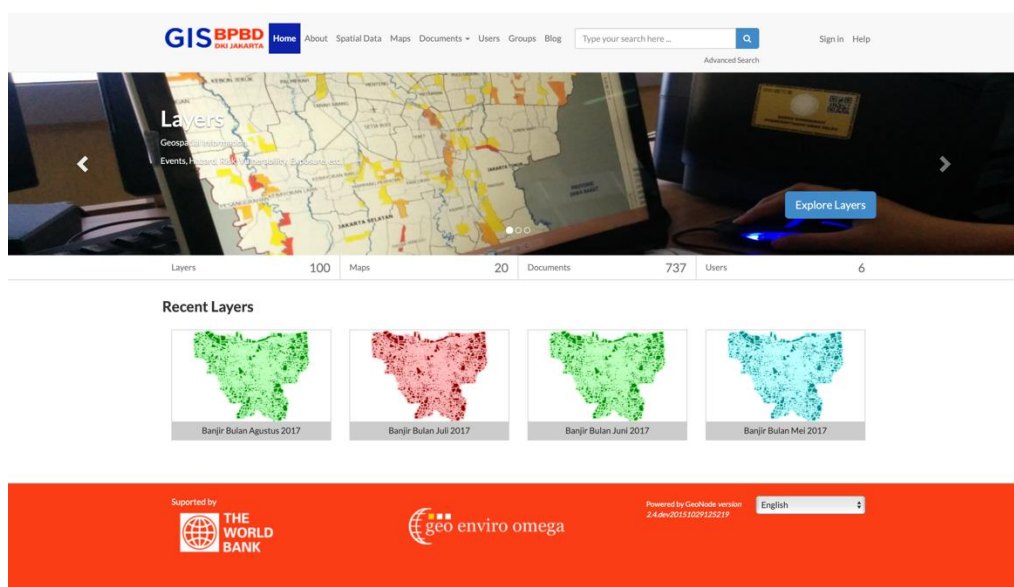 GIS BPBD DKI JAKARTA
Home About Spatial Data Maps Documents Users Groups Blog Type your search here ... Sign in Help
Advanced Search
Layers
Geospatial Information
Events, Hazard, Risk, Vulnerability, Exposure, etc.
JAKARTA SELATAN
Explore Layers
Layers 100 Maps 20 Documents 737 Users 6
Recent Layers
Banjir Bulan Agustus 2017 Banjir Bulan Juli 2017 Banjir Bulan Juni 2017 Banjir Bulan Mei 2017
Suported by
THE
WORLD
BANK
geo enviro omega
Powered by GeoNode version
2.4.dev20151029125219
English